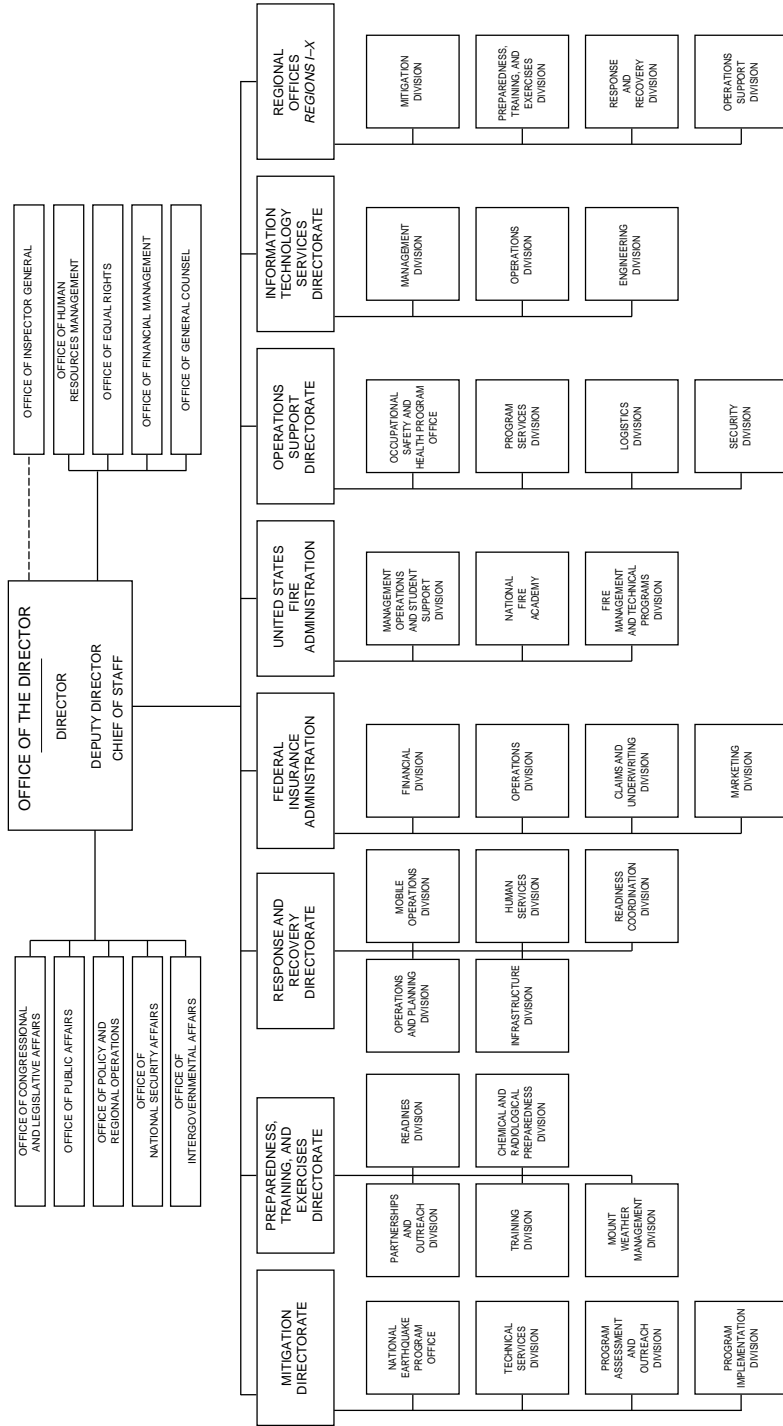 OFFICE OF THE DIRECTOR
DIRECTOR
DEPUTY DIRECTOR
CHIEF OF STAFF
OFFICE OF CONGRESSIONAL
AND LEGISLATIVE AFFAIRS
OFFICE OF PUBLIC AFFAIRS
OFFICE OF POLICY AND
REGIONAL OPERATIONS
OFFICE OF
NATIONAL SECURITY AFFAIRS
OFFICE OF
INTERGOVERNMENTAL AFFAIRS
OFFICE OF INSPECTOR GENERAL
OFFICE OF HUMAN
RESOURCES MANAGEMENT
OFFICE OF EQUAL RIGHTS
OFFICE OF FINANCIAL MANAGEMENT
OFFICE OF GENERAL COUNSEL
MITIGATION
DIRECTORATE
NATIONAL
EARTHQUAKE
PROGRAM
OFFICE
TECHNICAL
SERVICES
DIVISION
PROGRAM
ASSESSMENT
AND
OUTREACH
DIVISION
PROGRAM
IMPLEMENTATION
DIVISION
PREPAREDNESS,
TRAINING, AND
EXERCISES
DIRECTORATE
PARTNERSHIPS
AND
OUTREACH
DIVISION
READINES
DIVISION
TRAINING
DIVISION
CHEMICAL AND
RADIOLOGICAL
PREPAREDNESS
DIVISION
MOUNT
WEATHER
MANAGEMENT
DIVISION
RESPONSE AND
RECOVERY
DIRECTORATE
OPERATIONS
AND PLANNING
DIVISION
MOBILE
OPERATIONS
DIVISION
INFRASTRUCTURE
DIVISION
HUMAN
SERVICES
DIVISION
READINESS
COORDINATION
DIVISION
FEDERAL
INSURANCE
ADMINISTRATION
FINANCIAL
DIVISION
OPERATIONS
DIVISION
CLAIMS AND
UNDERWRITING
DIVISION
MARKETING
DIVISION
UNITED STATES
FIRE
ADMINISTRATION
MANAGEMENT
OPERATIONS
AND STUDENT
SUPPORT
DIVISION
NATIONAL
FIRE
ACADEMY
FIRE
MANAGEMENT
AND TECHNICAL
PROGRAMS
DIVISION
OPERATIONS
SUPPORT
DIRECTORATE
OCCUPATIONAL
SAFETY AND
HEALTH PROGRAM
OFFICE
PROGRAM
SERVICES
DIVISION
LOGISTICS
DIVISION
SECURITY
DIVISION
INFORMATION
TECHNOLOGY
SERVICES
DIRECTORATE
MANAGEMENT
DIVISION
OPERATIONS
DIVISION
ENGINEERING
DIVISION
REGIONAL
OFFICES
REGIONS I–X
MITIGATION
DIVISION
PREPAREDNESS,
TRAINING, AND
EXERCISES
DIVISION
RESPONSE
AND
RECOVERY
DIVISION
OPERATIONS
SUPPORT
DIVISION